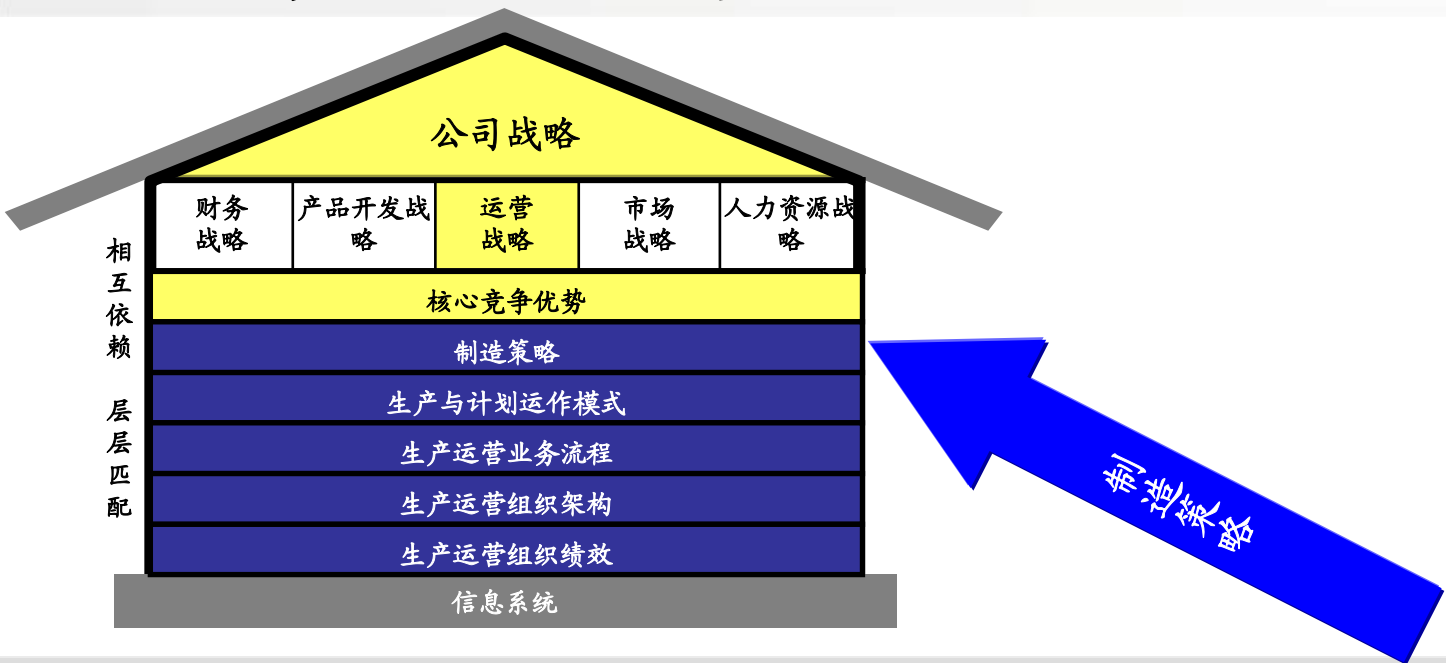 公司战略
财务
战略
产品开发战
略
运营
战略
市场
战略
人力资源战
略
核心竞争优势
制造策略
生产与计划运作模式
生产运营业务流程
生产运营组织架构
生产运营组织绩效
信息系统
相互依赖 层层匹配
制造策略